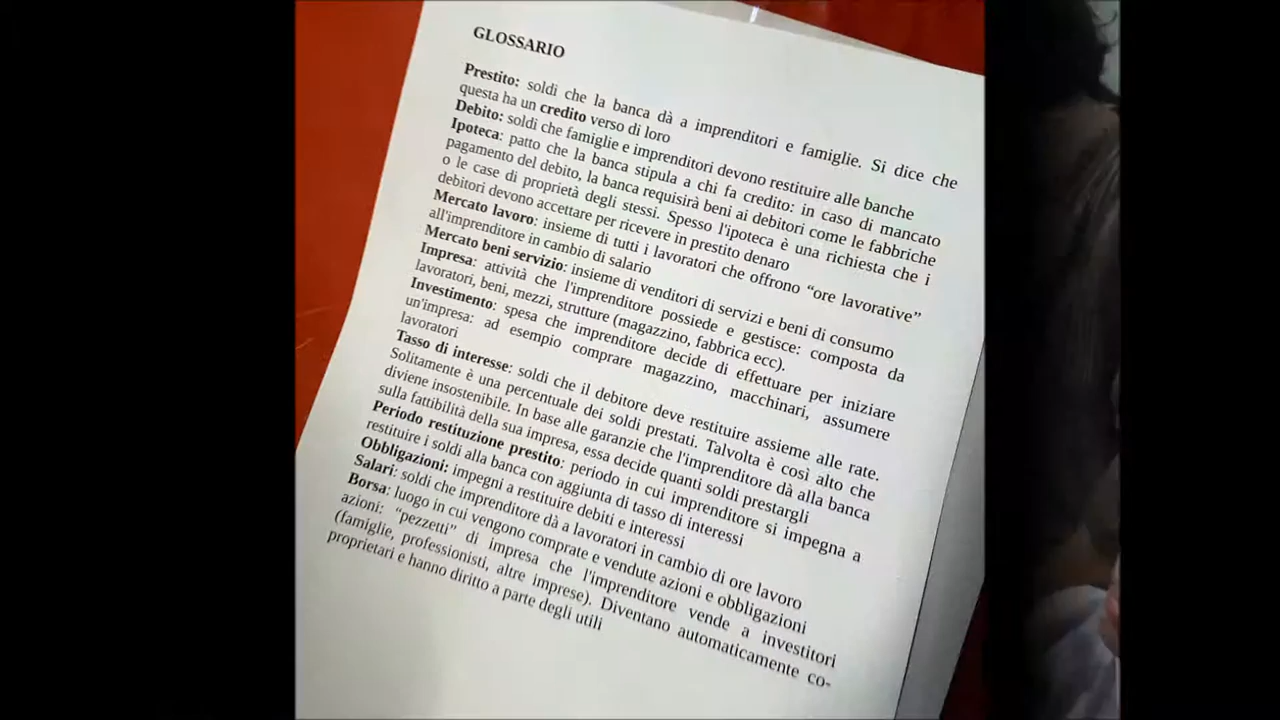 GLOSSARIO
Prestito: soldi che la banca dà a imprenditori e famiglie. Si dice che
questa ha un credito verso di loro
Debito: soldi che famiglie e imprenditori devono restituire alle banche
Ipoteca: patto che la banca stipula a chi fa credito: in caso di mancato
pagamento del debito, la banca requisirà beni ai debitori come le fabbriche
o le case di proprietà degli stessi. Spesso l'ipoteca è una richiesta che i
debitori devono accettare per ricevere in prestito denaro
Mercato lavoro: insieme di tutti i lavoratori che offrono “ore lavorative”
all'imprenditore in cambio di salario
Mercato beni servizio: insieme di venditori di servizi e beni di consumo
Impresa: attività che l'imprenditore possiede e gestisce: composta da
lavoratori, beni, mezzi, strutture (magazzino, fabbrica ecc).
Investimento: spesa che imprenditore decide di effettuare per iniziare
un'impresa: ad esempio comprare magazzino, macchinari, assumere
lavoratori
Tasso di interesse: soldi che il debitore deve restituire assieme alle rate.
Solitamente è una percentuale dei soldi prestati. Talvolta è così alto che
diviene insostenibile. In base alle garanzie che l'imprenditore dà alla banca
sulla fattibilità della sua impresa, essa decide quanti soldi prestargli
Periodo restituzione prestito: periodo in cui imprenditore si impegna a
restituire i soldi alla banca con aggiunta di tasso di interessi
Obbligazioni: impegni a restituire debiti e interessi
Salari: soldi che imprenditore dà a lavoratori in cambio di ore lavoro
Borsa: luogo in cui vengono comprate e vendute azioni e obbligazioni
azioni: “pezzetti” di impresa che l'imprenditore vende a investitori
(famiglie, professionisti, altre imprese). Diventano automaticamente co-
proprietari e hanno diritto a parte degli utili